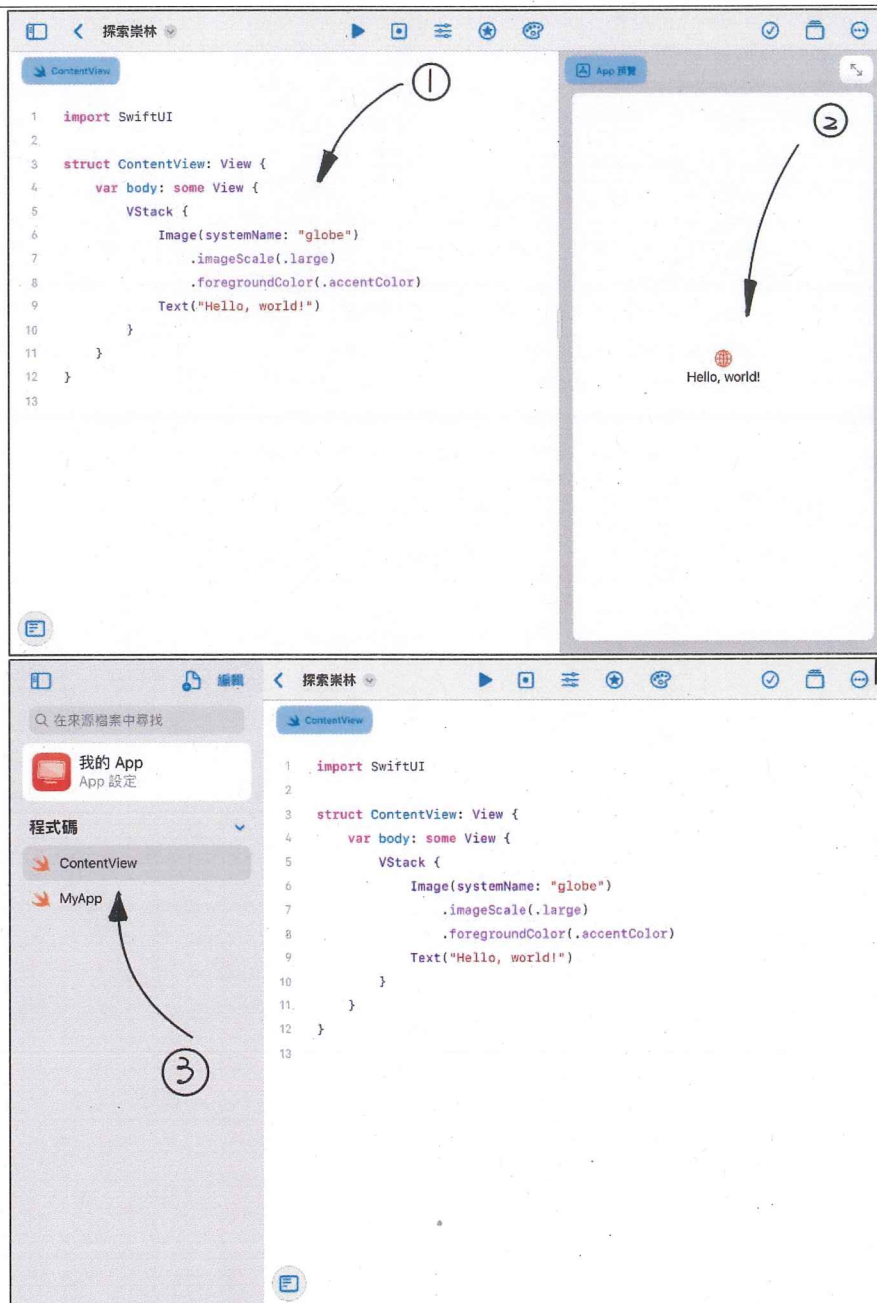 探索崇林
ContentView
App 預覽
①
②
1 import SwiftUI
2
3 struct ContentView: View {
4 var body: some View {
5 VStack {
6 Image(systemName: "globe")
7 .imageScale(.large)
8 .foregroundColor(.accentColor)
9 Text("Hello, world!")
10 }
11 }
12 }
13
Hello, world!
編輯
探索崇林
在來源檔案中尋找
ContentView
我的 App
App 設定
程式碼
ContentView
MyApp
③
1 import SwiftUI
2
3 struct ContentView: View {
4 var body: some View {
5 VStack {
6 Image(systemName: "globe")
7 .imageScale(.large)
8 .foregroundColor(.accentColor)
9 Text("Hello, world!")
10 }
11 }
12 }
13